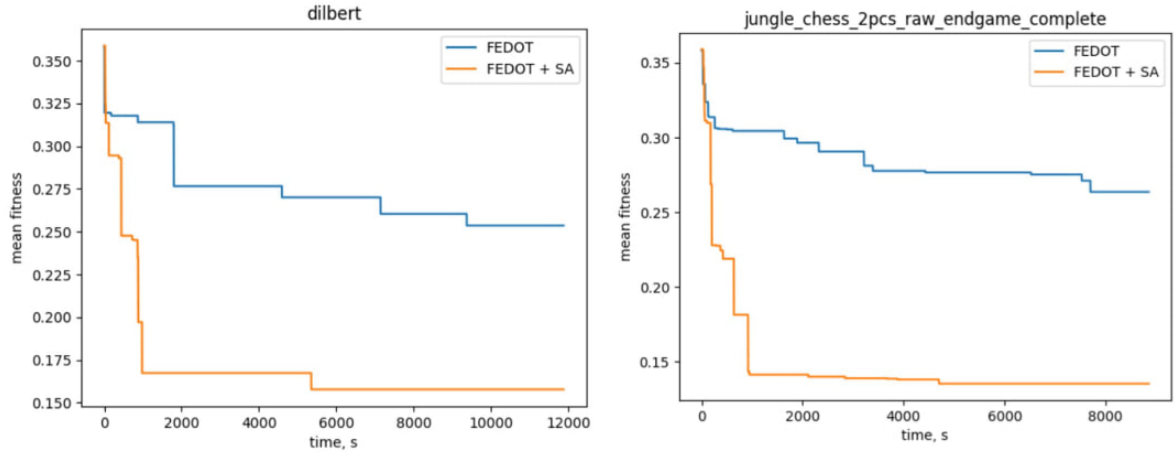 dilbert
FEDOT
FEDOT + SA
0.350
0.325
0.300
0.275
0.250
0.225
0.200
0.175
0.150
mean fitness
0
2000
4000
6000
8000
10000
12000
time, s
jungle_chess_2pcs_raw_endgame_complete
FEDOT
FEDOT + SA
0.35
0.30
0.25
0.20
0.15
mean fitness
0
2000
4000
6000
8000
time, s